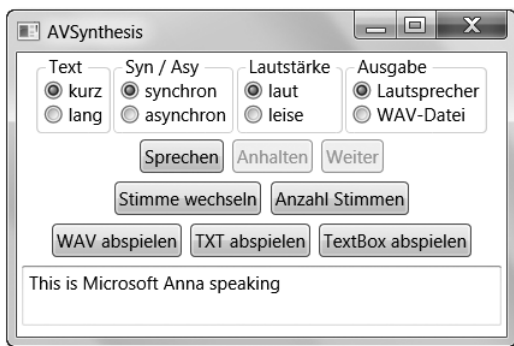 AVSynthesis
Text Syn / Asy Lautstärke Ausgabe
kurz synchron laut Lautsprecher
lang asynchron leise WAV-Datei
Sprechen Anhalten Weiter
Stimme wechseln Anzahl Stimmen
WAV abspielen TXT abspielen TextBox abspielen
This is Microsoft Anna speaking